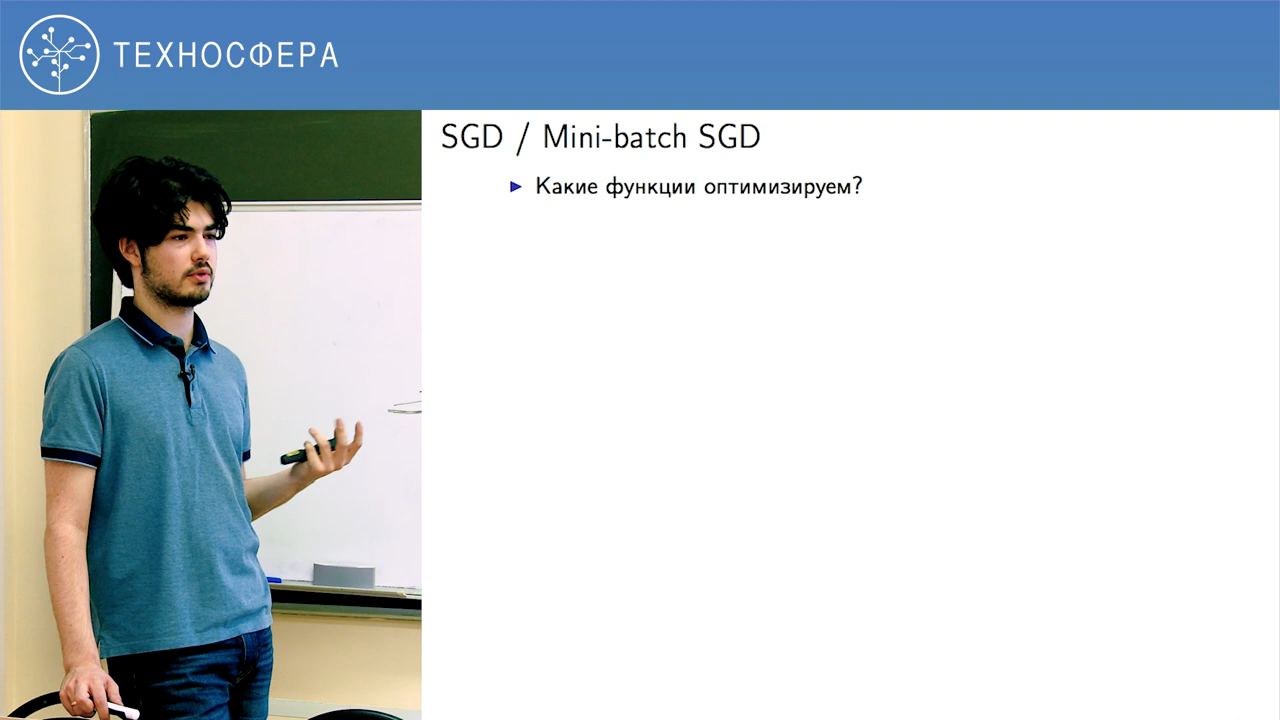 ТЕХНОСФЕРА
SGD / Mini-batch SGD
Какие функции оптимизируем?